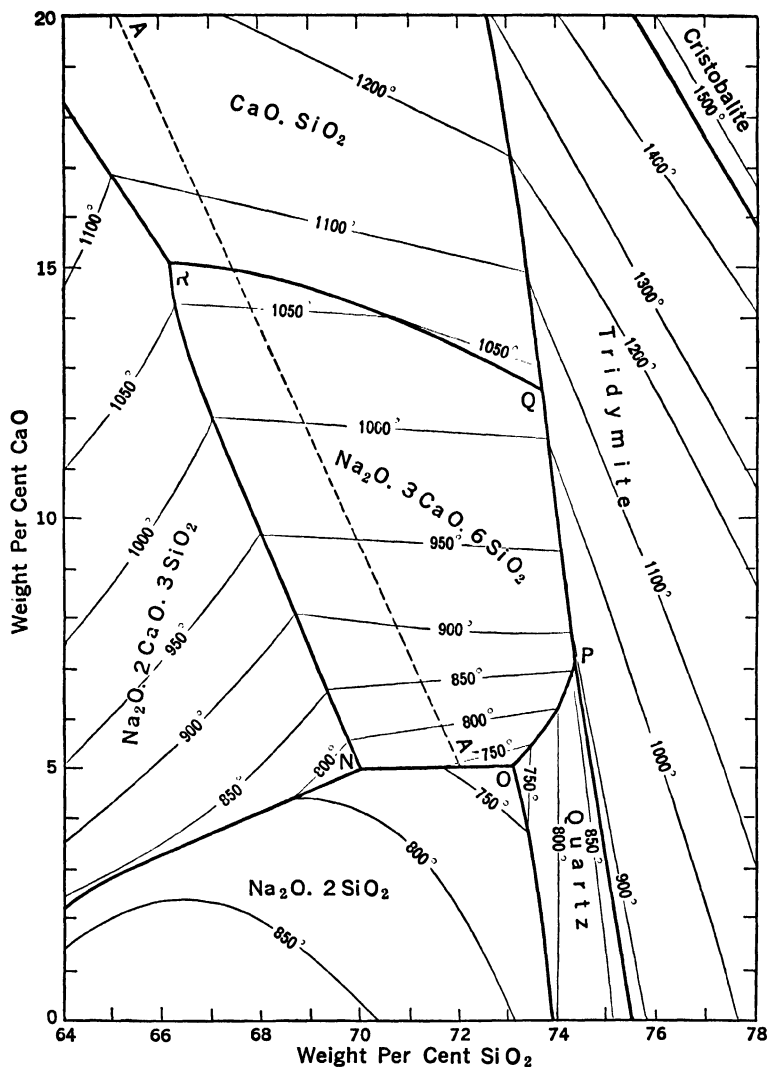 20
15
10
5
0
Weight Per Cent CaO
64
66
68
70
72
74
76
78
Weight Per Cent SiO₂
A
1200°
CaO. SiO₂
Cristobalite
1500°
1400°
1300°
1200°
1100°
1000°
900°
1100°
1100°
R
1050°
1050°
1050°
Q
Tridymite
1000°
Na₂O. 3CaO. 6SiO₂
950°
900°
850°
800°
750°
P
A
N
O
Na₂O. 2CaO. 3SiO₂
1000°
950°
900°
850°
800°
750°
750°
800°
850°
Quartz
800°
Na₂O. 2SiO₂
850°